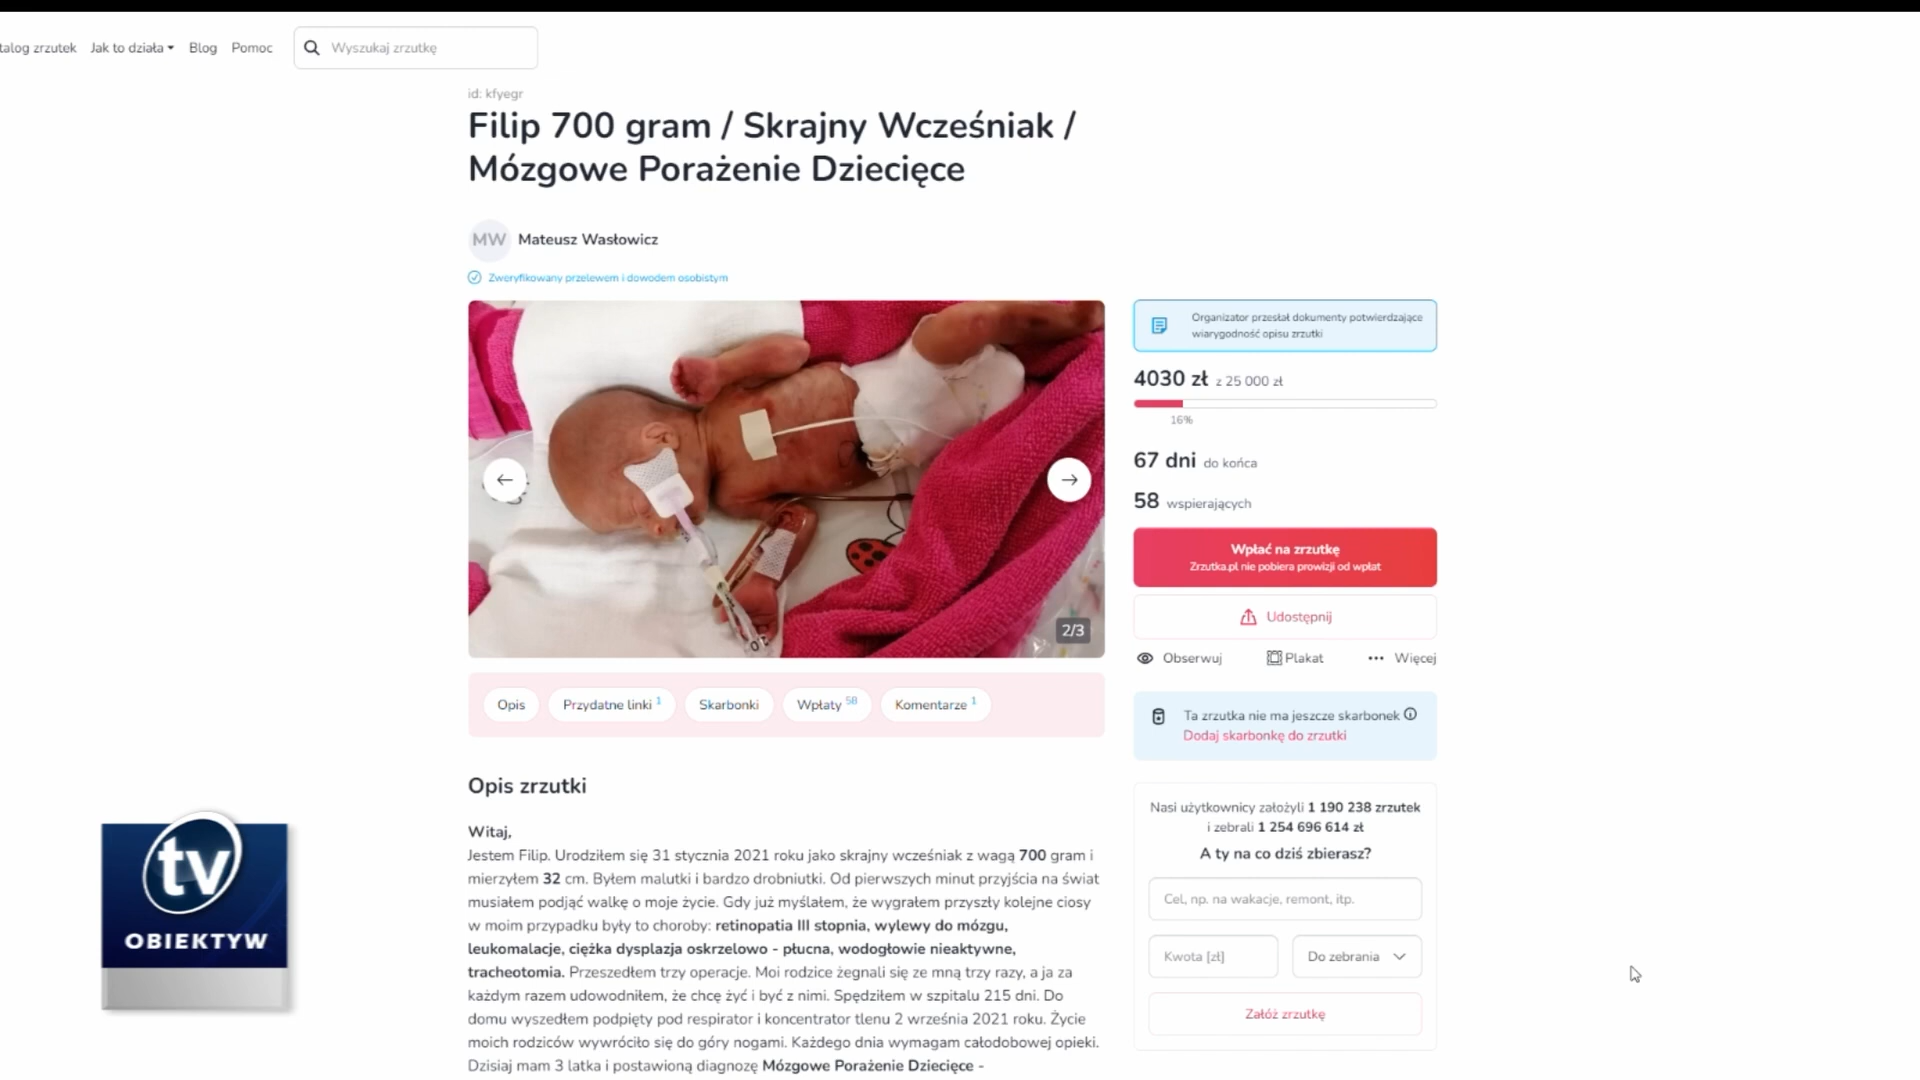 talog zrzutek Jak to działa Blog Pomoc Wyszukaj zrzutkę
id: kfyegr
Filip 700 gram / Skrajny Wcześniak /
Mózgowe Porażenie Dziecięce
MW Mateusz Wasłowicz
Zweryfikowany przelewem i dowodem osobistym
2/3
Organizator przesłał dokumenty potwierdzające
wiarygodność opisu zrzutki
4030 zł z 25 000 zł
16%
67 dni do końca
58 wspierających
Wpłać na zrzutkę
Zrzutka.pl nie pobiera prowizji od wpłat
Udostępnij
Obserwuj Plakat Więcej
Opis Przydatne linki 1 Skarbonki Wpłaty 58 Komentarze 1
Ta zrzutka nie ma jeszcze skarbonek
Dodaj skarbonkę do zrzutki
Opis zrzutki
Witaj,
Jestem Filip. Urodziłem się 31 stycznia 2021 roku jako skrajny wcześniak z wagą 700 gram i
mierzyłem 32 cm. Byłem malutki i bardzo drobniutki. Od pierwszych minut przyjścia na świat
musiałem podjąć walkę o moje życie. Gdy już myślałem, że wygrałem przyszły kolejne ciosy
w moim przypadku były to choroby: retinopatia III stopnia, wylewy do mózgu,
leukomalacje, ciężka dysplazja oskrzelowo - płucna, wodogłowie nieaktywne,
tracheotomia. Przeszedłem trzy operacje. Moi rodzice żegnali się ze mną trzy razy, a ja za
każdym razem udowodniłem, że chcę żyć i być z nimi. Spędziłem w szpitalu 215 dni. Do
domu wyszedłem podpięty pod respirator i koncentrator tlenu 2 września 2021 roku. Życie
moich rodziców wywróciło się do góry nogami. Każdego dnia wymagam całodobowej opieki.
Dzisiaj mam 3 latka i postawioną diagnozę Mózgowe Porażenie Dziecięce -
Nasi użytkownicy założyli 1 190 238 zrzutek
i zebrali 1 254 696 614 zł
A ty na co dziś zbierasz?
Cel, np. na wakacje, remont, itp.
Kwota [zł] Do zebrania
Załóż zrzutkę
tv
OBIEKTYW